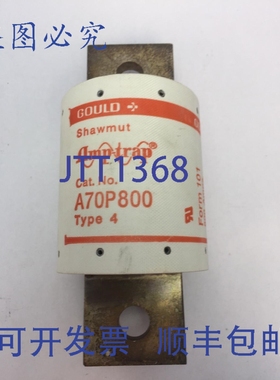 图必究
GOULD
Shawmut
Amp-trap
JTT1368
Cat. No.
A70P800
Type 4
Form 101
可开发票 顺丰包邮